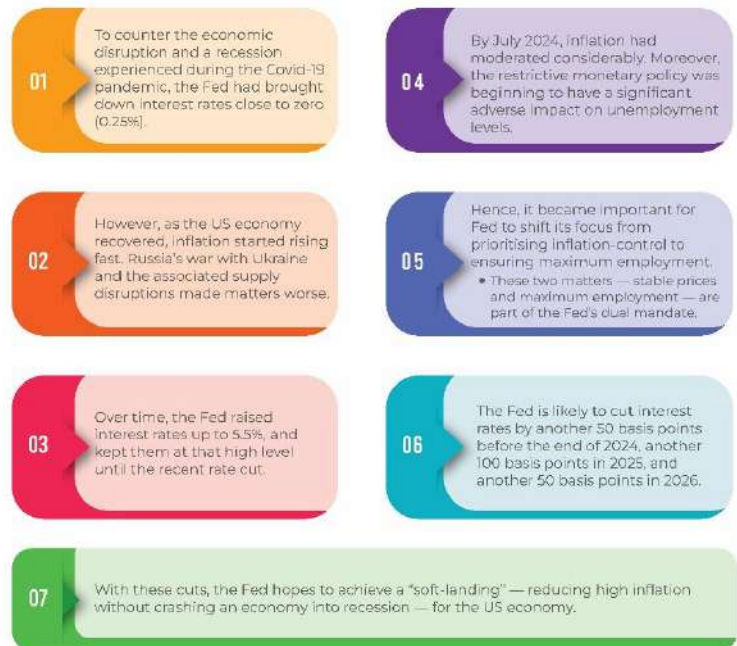 01
To counter the economic
disruption and a recession
experienced during the Covid-19
pandemic, the Fed had brought
down interest rates close to zero
(0.25%).
02
However, as the US economy
recovered, inflation started rising
fast. Russia's war with Ukraine
and the associated supply
disruptions made matters worse.
03
Over time, the Fed raised
interest rates up to 5.5%, and
kept them at that high level
until the recent rate cut.
04
By July 2024, inflation had
moderated considerably. Moreover,
the restrictive monetary policy was
beginning to have a significant
adverse impact on unemployment
levels.
05
Hence, it became important for
Fed to shift its focus from
prioritising inflation-control to
ensuring maximum employment.
• These two matters — stable prices
and maximum employment — are
part of the Fed's dual mandate.
06
The Fed is likely to cut interest
rates by another 50 basis points
before the end of 2024, another
100 basis points in 2025, and
another 50 basis points in 2026.
07
With these cuts, the Fed hopes to achieve a "soft-landing" — reducing high inflation
without crashing an economy into recession — for the US economy.